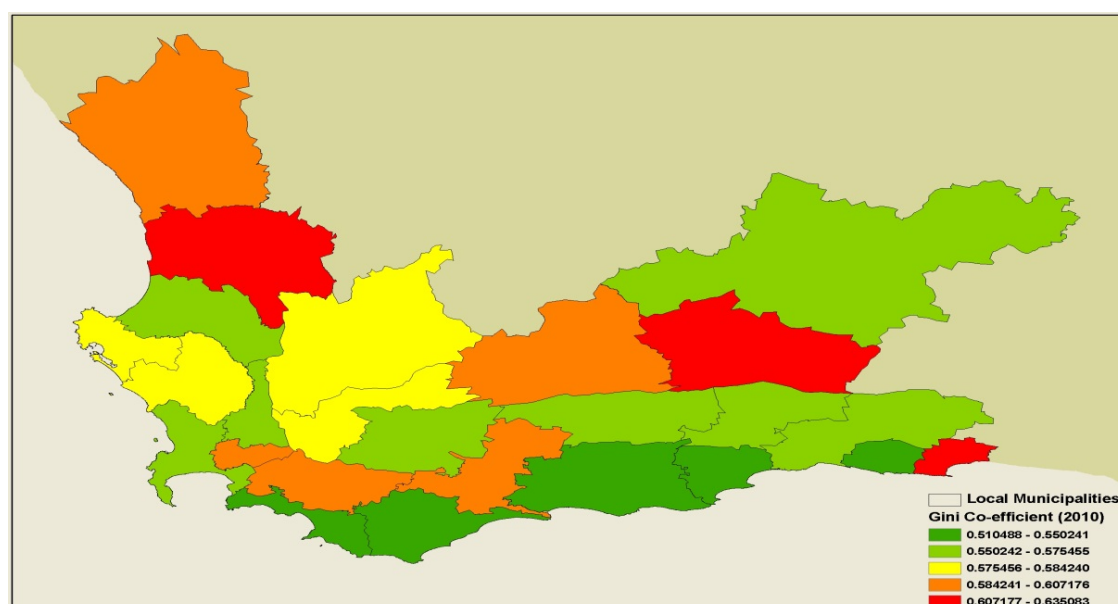 Local Municipalities
Gini Co-efficient (2010)
0.510488 - 0.550241
0.550242 - 0.575455
0.575456 - 0.584240
0.584241 - 0.607176
0.607177 - 0.635083